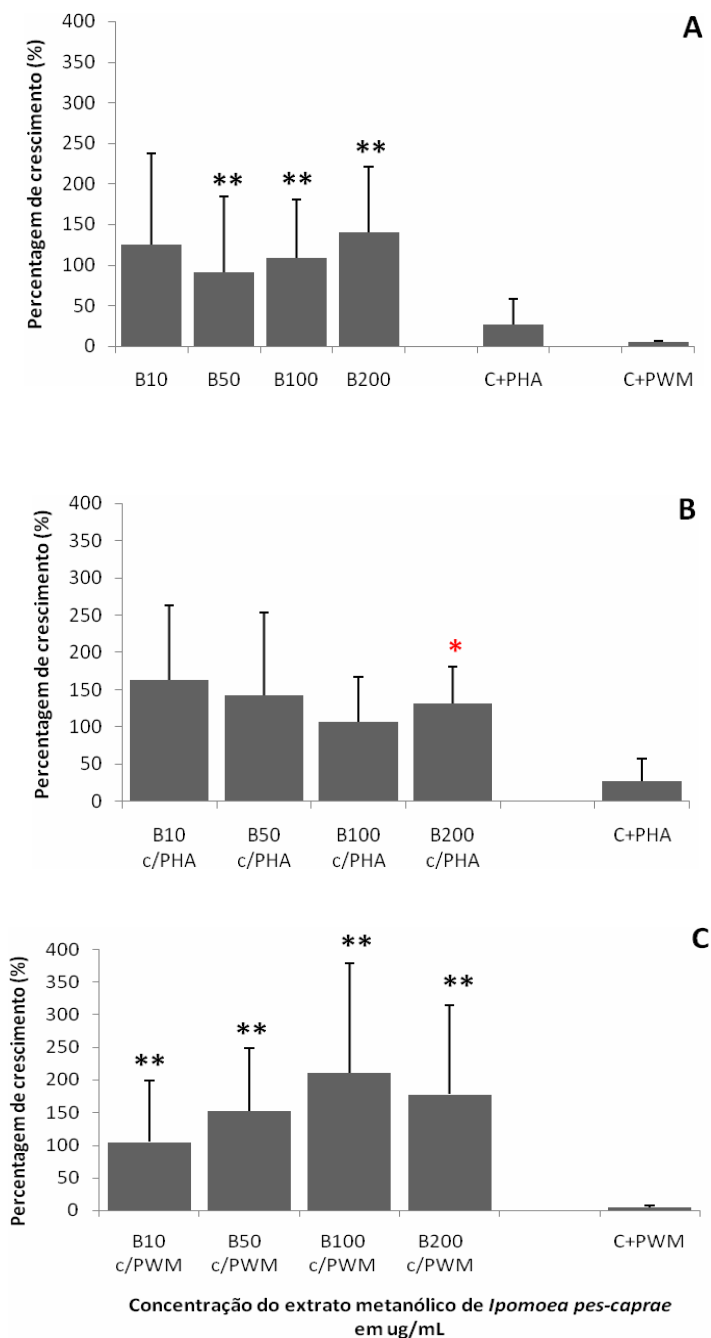 A
Percentagem de crescimento (%)
400
350
300
250
200
150
100
50
0
**
**
**
B10 B50 B100 B200 C+PHA C+PWM
B
Percentagem de crescimento (%)
400
350
300
250
200
150
100
50
0
*
B10 B50 B100 B200 C+PHA
c/PHA c/PHA c/PHA c/PHA
C
Percentagem de crescimento (%)
400
350
300
250
200
150
100
50
0
**
**
**
**
B10 B50 B100 B200 C+PWM
c/PWM c/PWM c/PWM c/PWM
Concentração do extrato metanólico de Ipomoea pes-caprae
em ug/mL